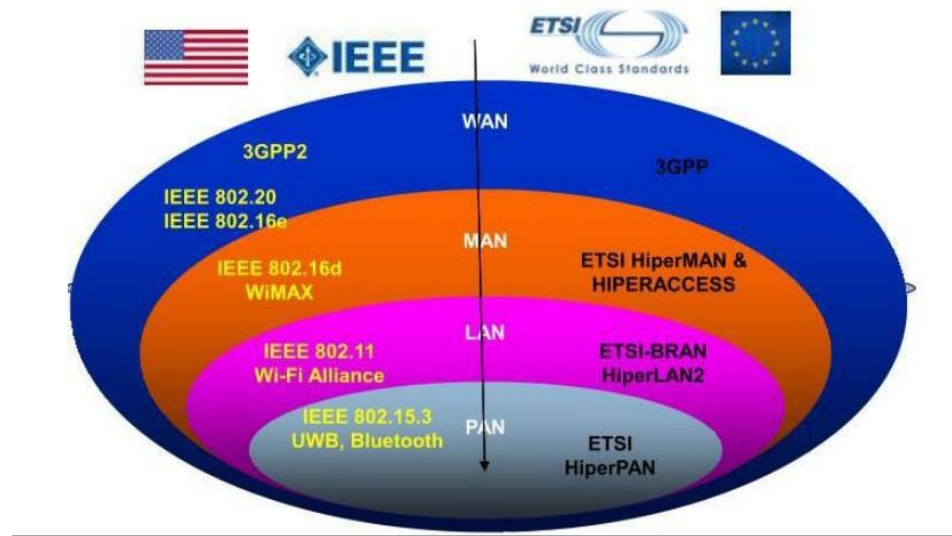 IEEE
ETSI
World Class Standards
WAN
3GPP2
3GPP
IEEE 802.20
IEEE 802.16e
MAN
IEEE 802.16d
WiMAX
ETSI HiperMAN &
HIPERACCESS
LAN
IEEE 802.11
Wi-Fi Alliance
ETSI-BRAN
HiperLAN2
PAN
IEEE 802.15.3
UWB, Bluetooth
ETSI
HiperPAN